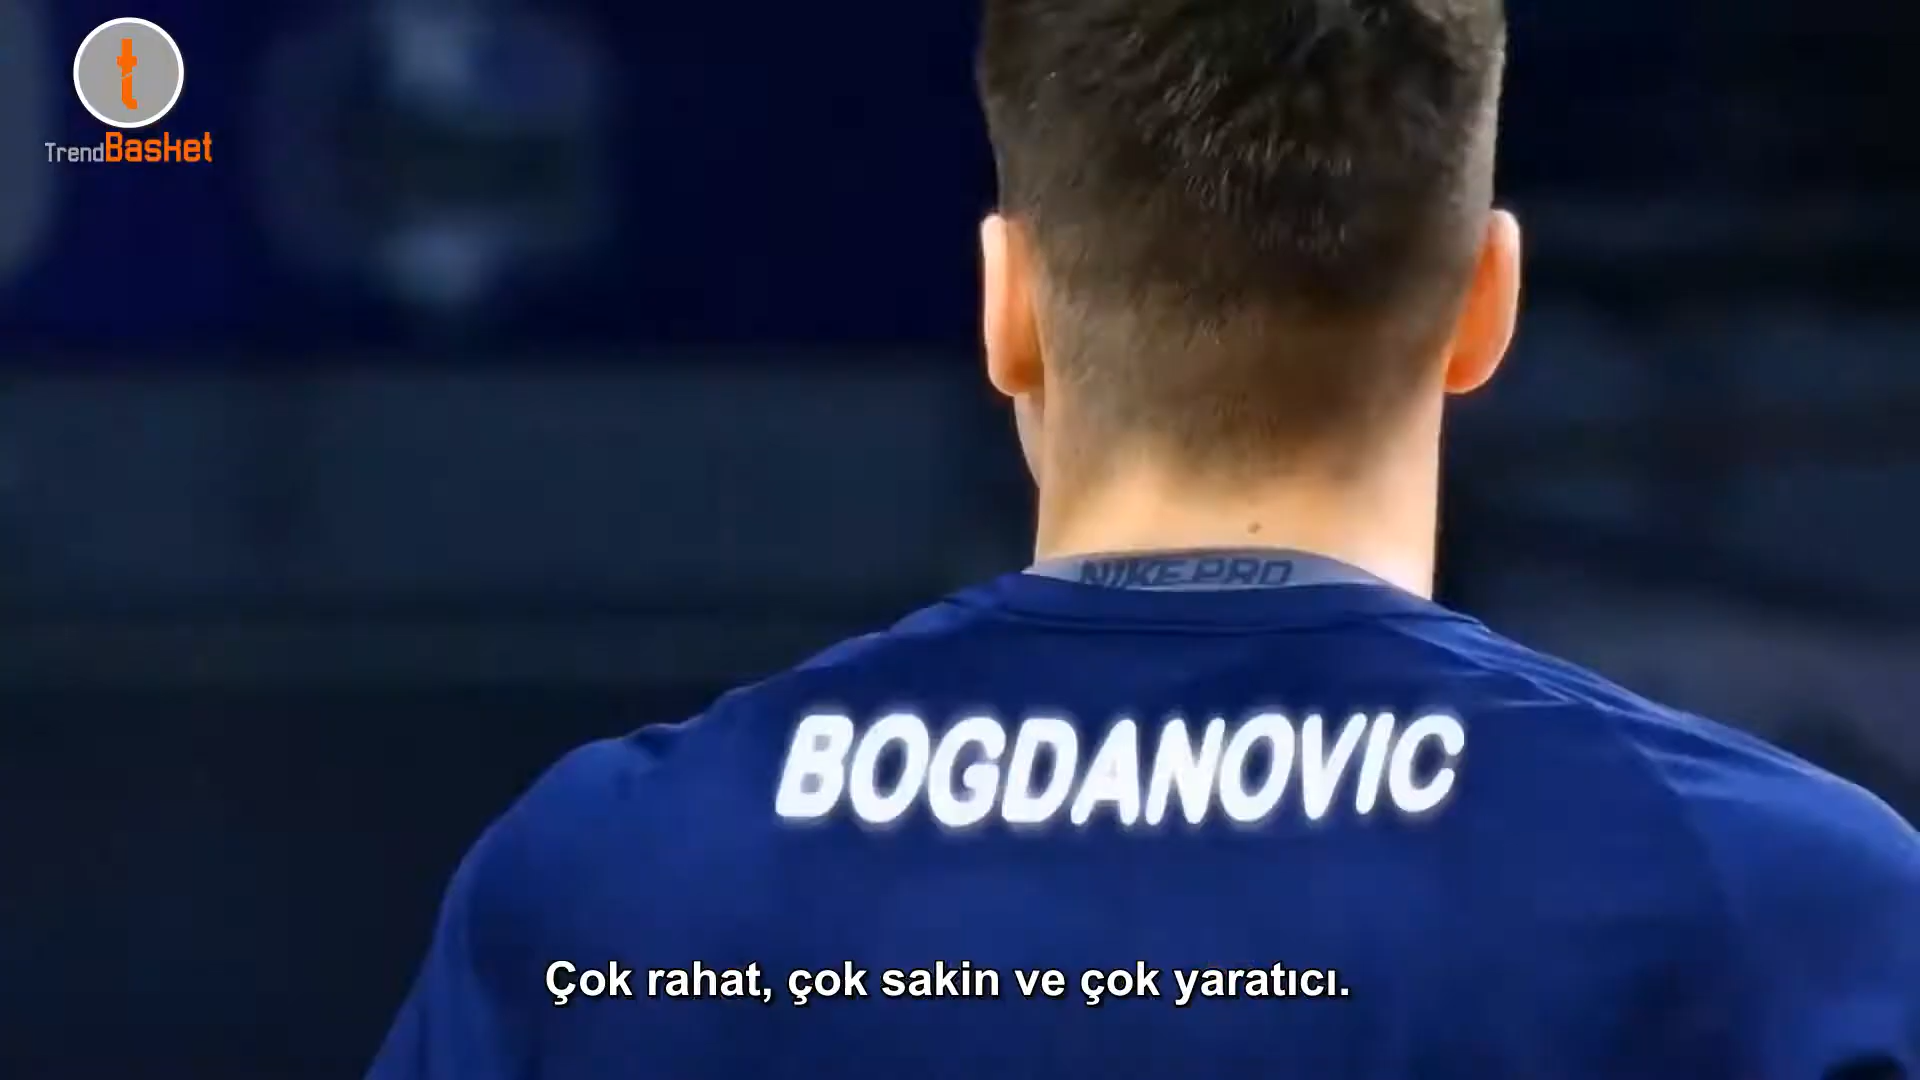 t
TrendBasket
NIKE PRO
BOGDANOVIC
Çok rahat, çok sakin ve çok yaratıcı.